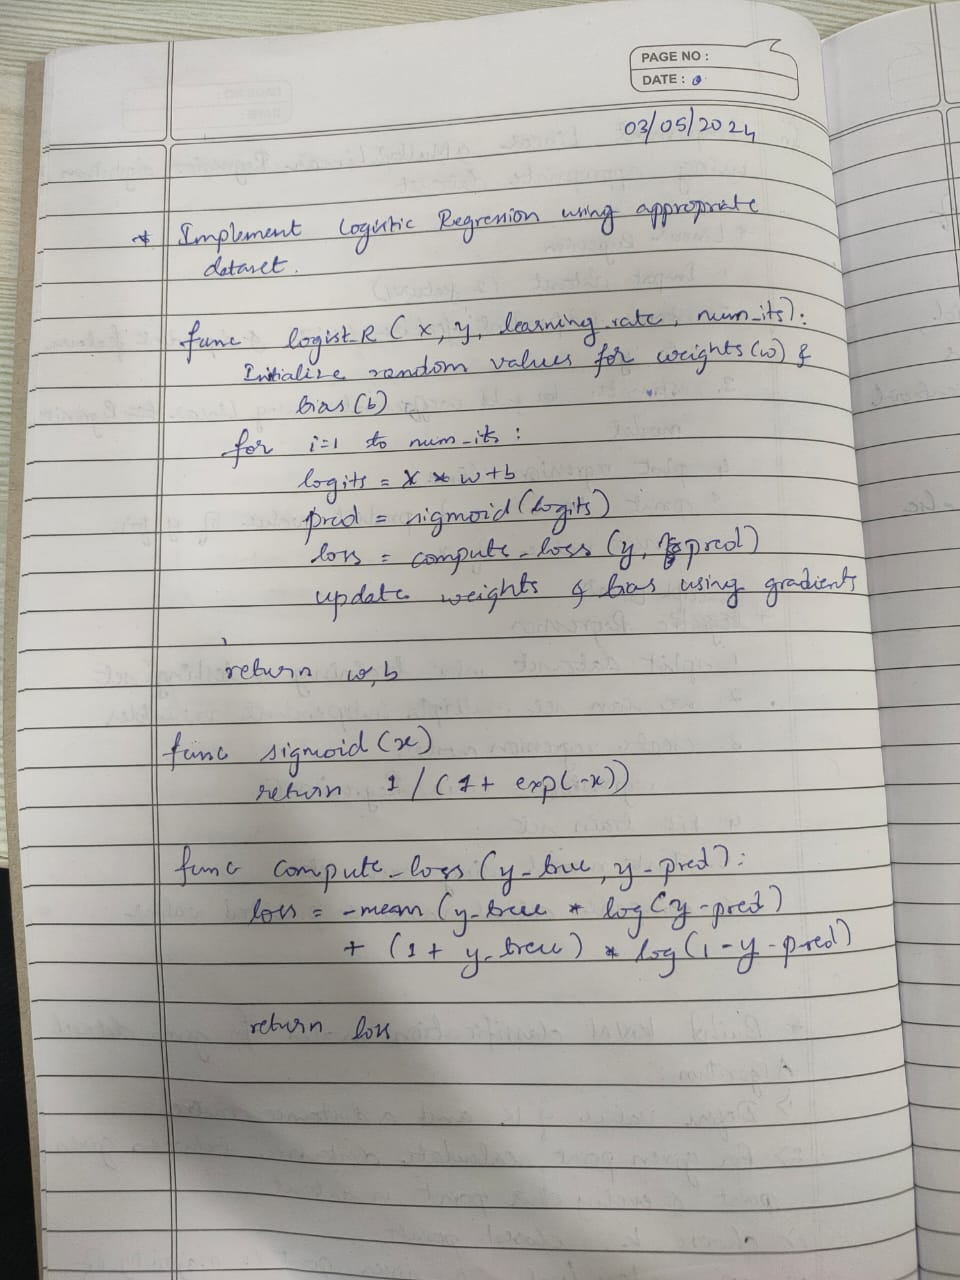 PAGE NO :
DATE :
03/05/2024
* Implement Logistic Regression using appropriate
dataset.
func logist_R (x, y, learning_rate, num_its):
Initialize random values for weights (w) &
bias (b)
for i=1 to num_its :
logits = X * w+b
pred = sigmoid(logits)
loss = compute_loss (y, pred)
update weights & bias using gradients
return w,b
func sigmoid(x)
return 1 / (1+ exp(-x))
func compute_loss (y_true, y_pred):
loss = -mean (y_true * log(y_pred)
+ (1+ y_true) * log(1-y_pred)
return loss